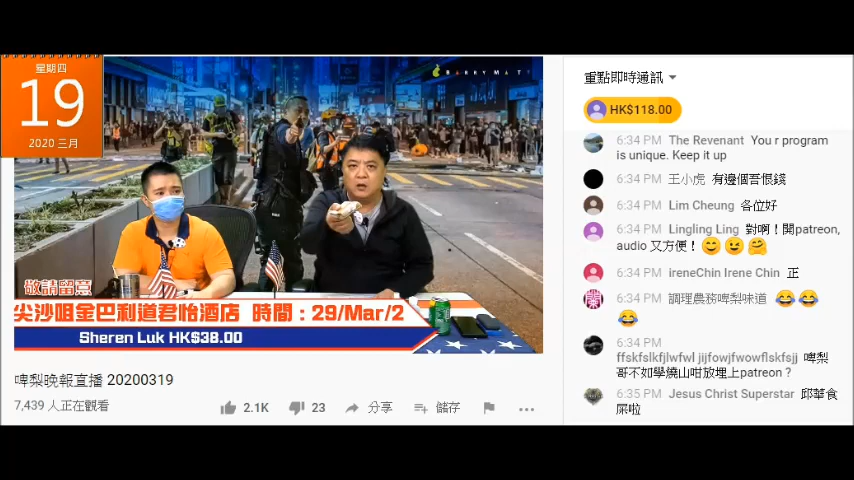 星期四
19
2020 三月
BARRYMA T
敬請留意
尖沙咀金巴利道君怡酒店 時間：29/Mar/2
Sheren Luk HK$38.00
啤梨晚報直播 20200319
7,439 人正在觀看
2.1K
23
分享
儲存
重點即時通訊
HK$118.00
6:34 PM The Revenant You r program
is unique. Keep it up
6:34 PM 王小虎 有邊個吾恨錢
6:34 PM Lim Cheung 各位好
6:34 PM Lingling Ling 對啊！開patreon,
audio 又方便！😊😉🤗
6:34 PM ireneChin Irene Chin 正
6:34 PM 調理農務啤梨味道 😂😂
😂
6:34 PM
ffskfslkfjlwfwl jijfowjfwowflskfsjj 啤梨
哥不如學燒山咁放埋上patreon？
6:35 PM Jesus Christ Superstar 邱華食
屎啦